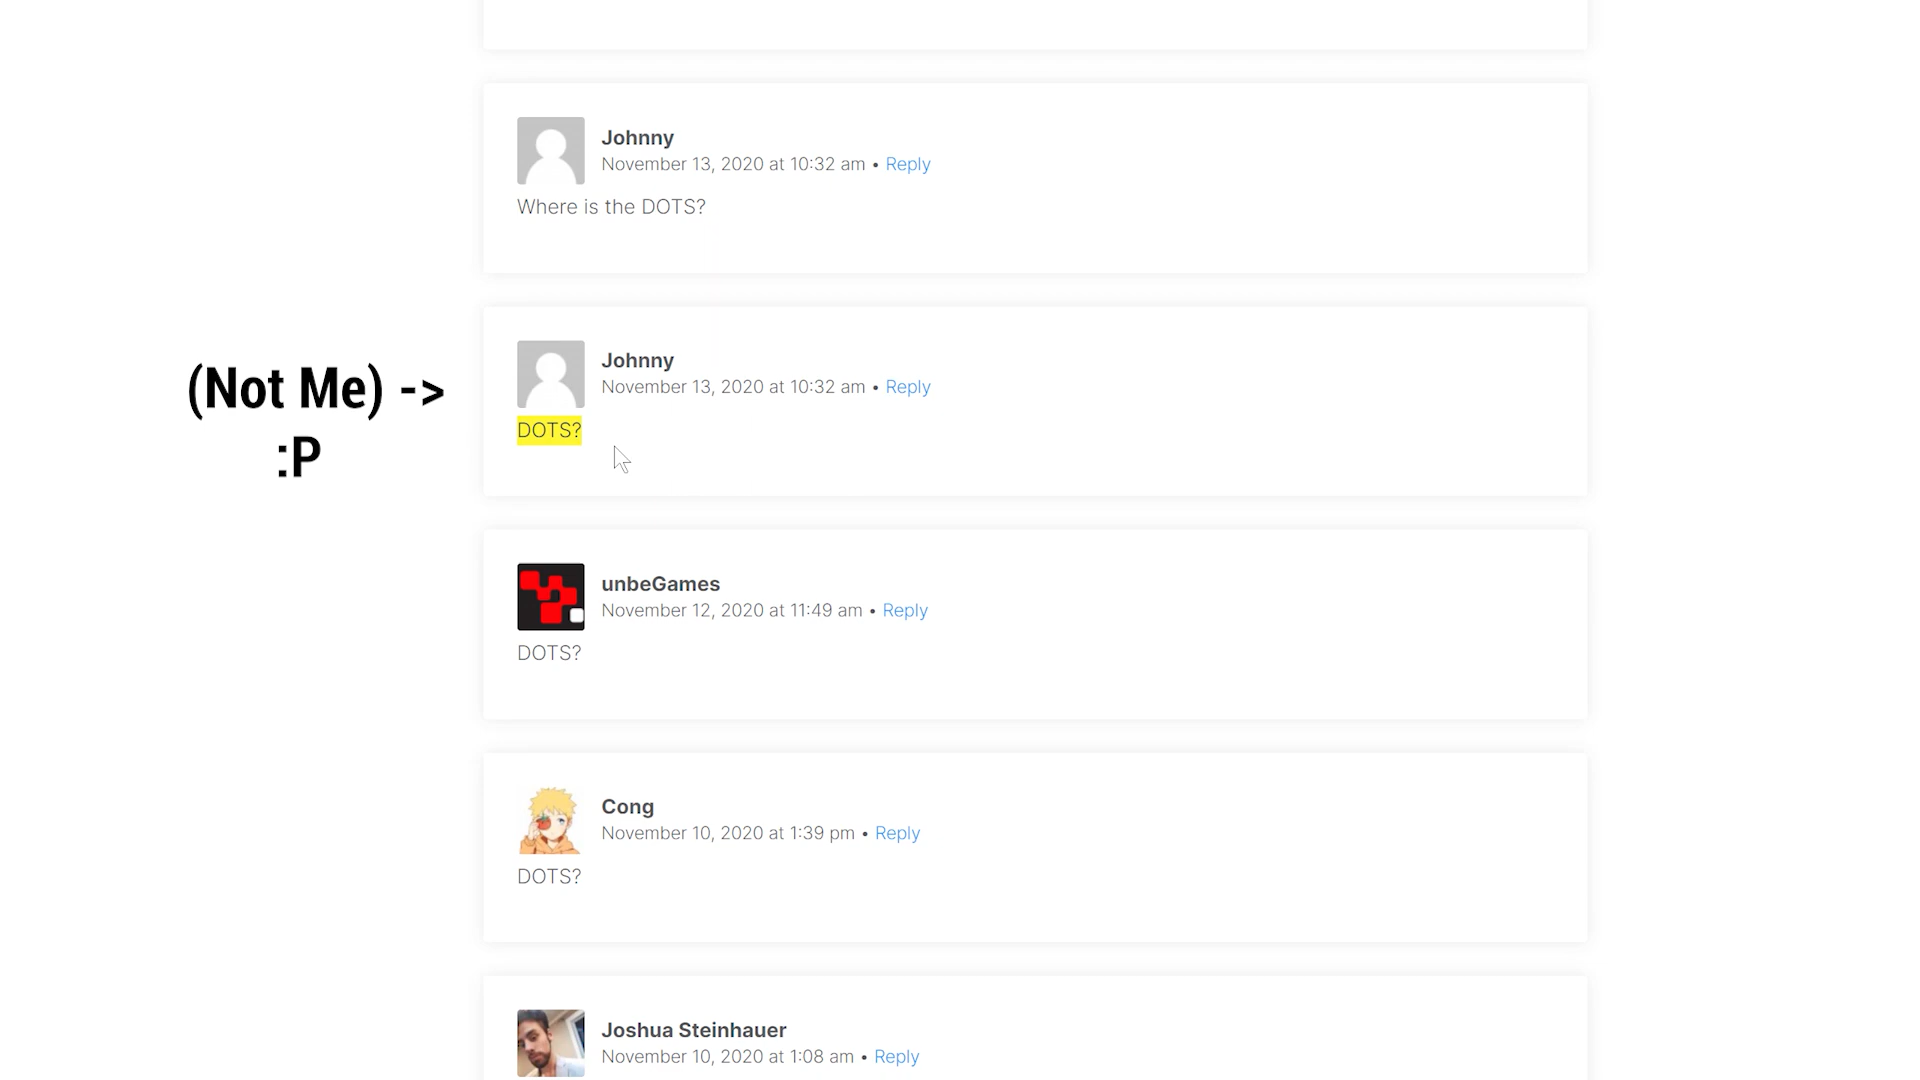 Johnny
November 13, 2020 at 10:32 am • Reply
Where is the DOTS?
(Not Me) ->
:P
Johnny
November 13, 2020 at 10:32 am • Reply
DOTS?
unbeGames
November 12, 2020 at 11:49 am • Reply
DOTS?
Cong
November 10, 2020 at 1:39 pm • Reply
DOTS?
Joshua Steinhauer
November 10, 2020 at 1:08 am • Reply